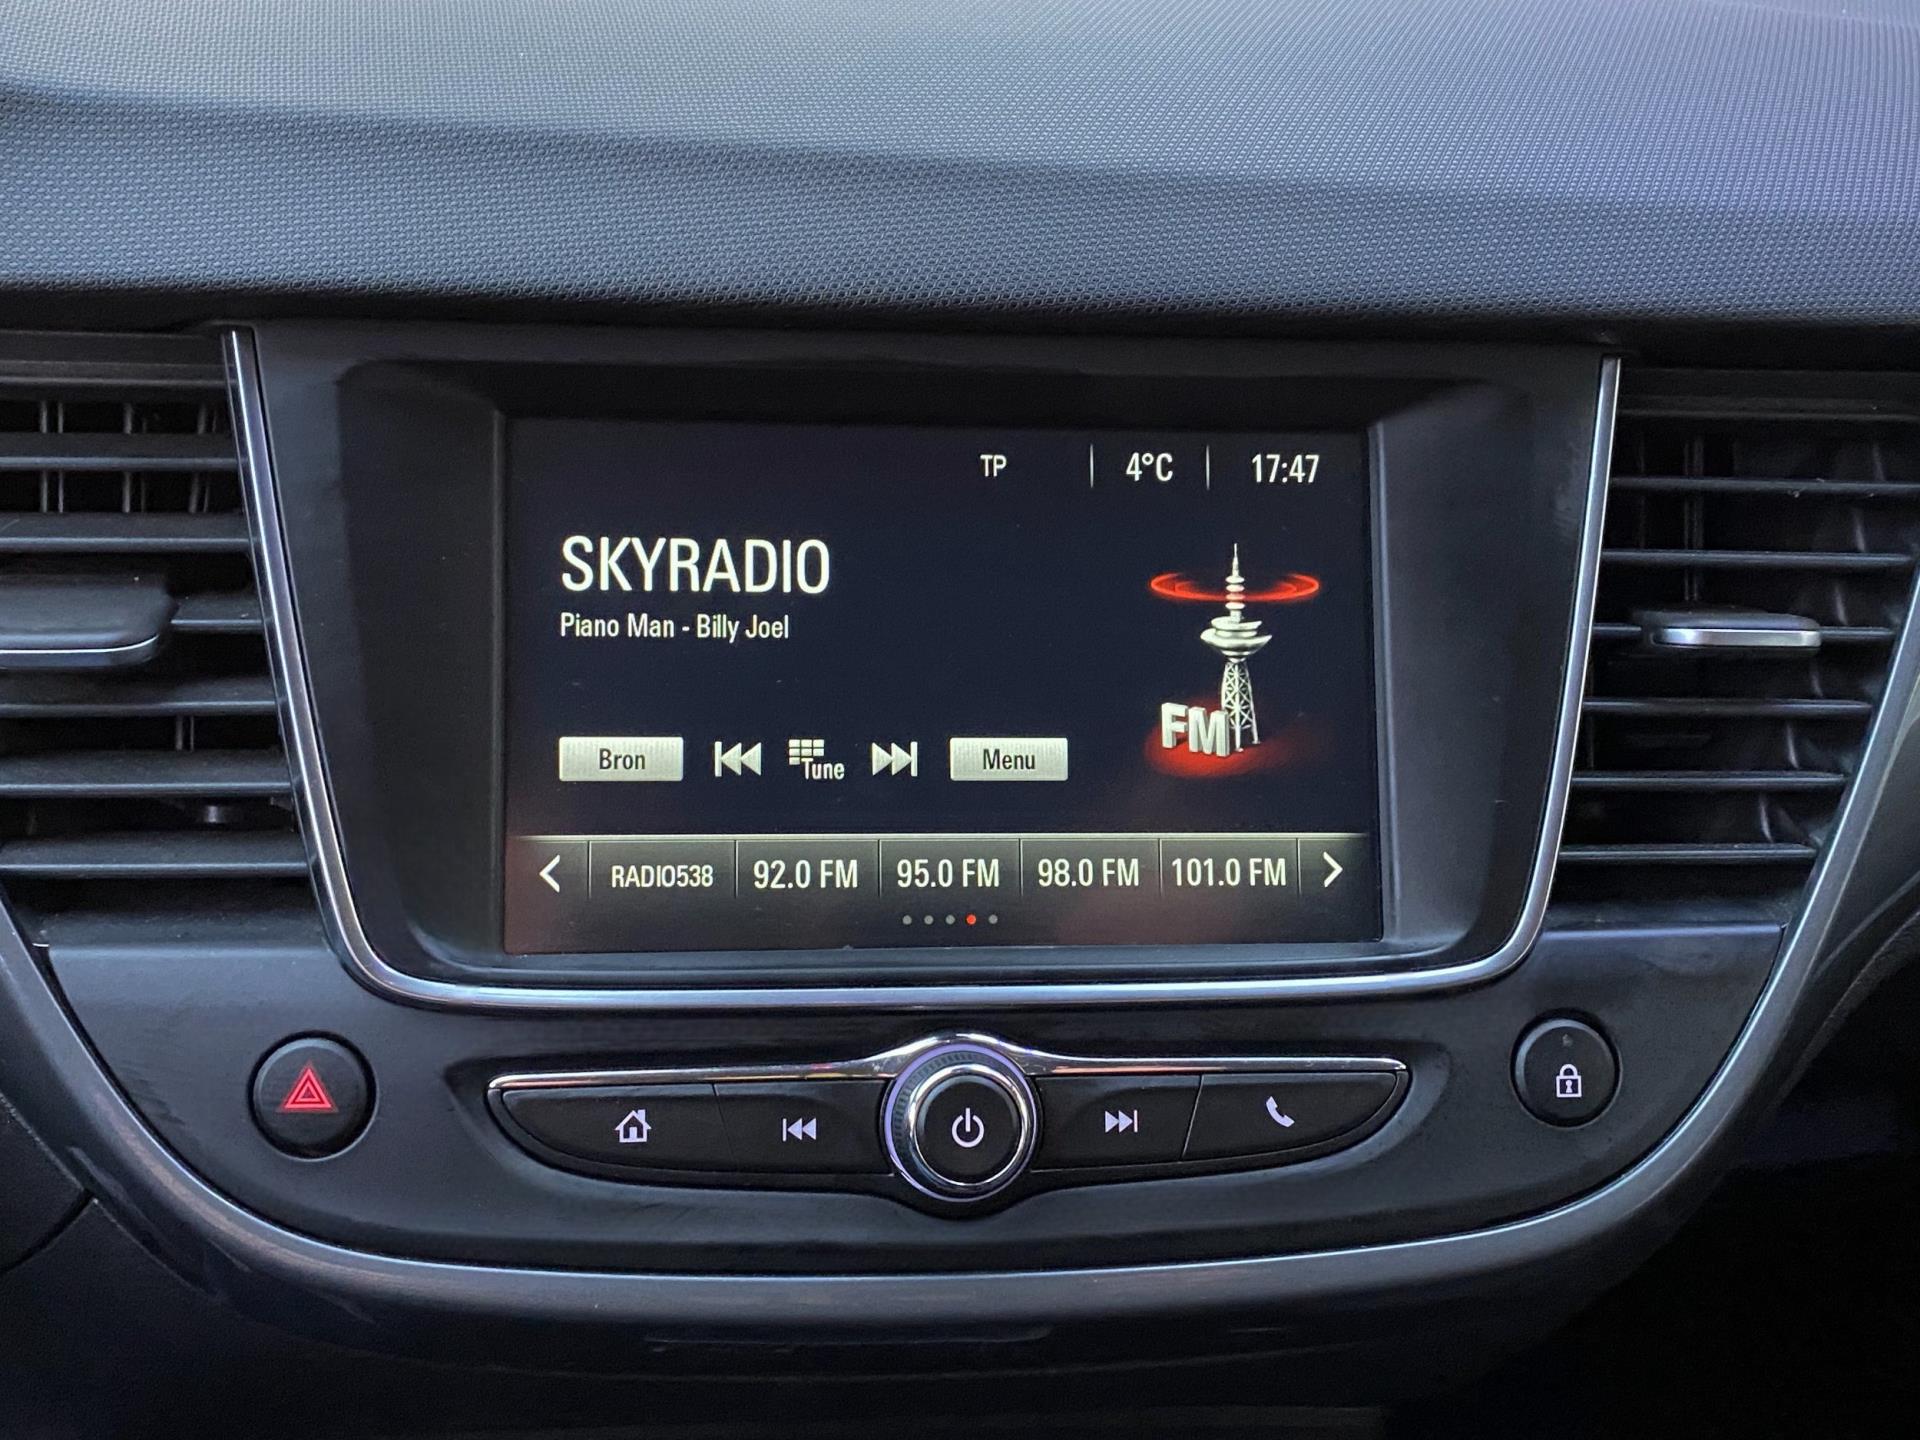 TP 4°C 17:47
SKYRADIO
Piano Man - Billy Joel
FM
Bron Tune Menu
RADIO538 92.0 FM 95.0 FM 98.0 FM 101.0 FM